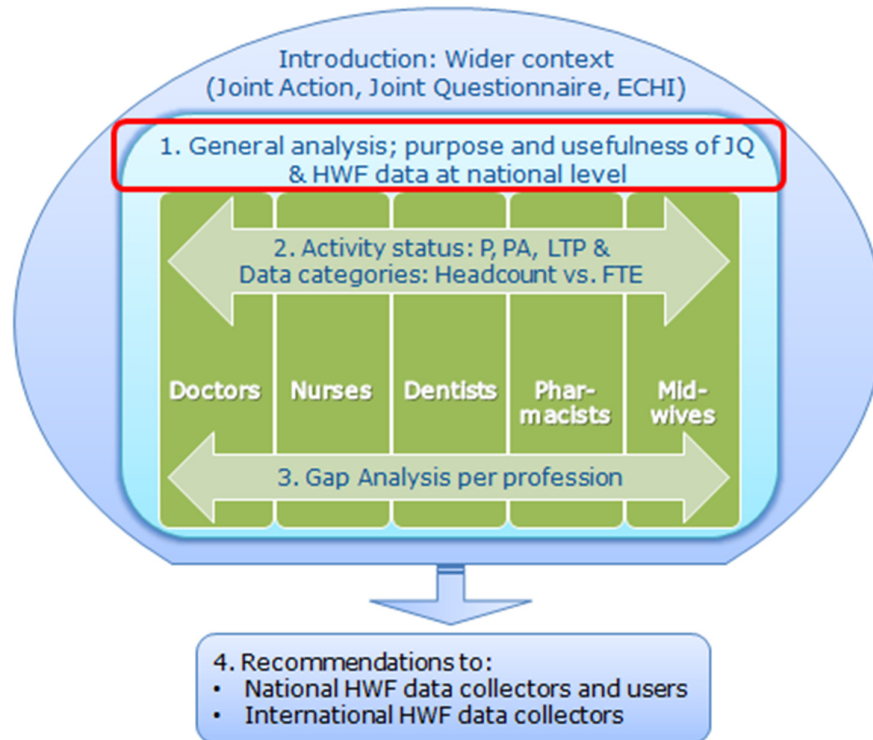 Introduction: Wider context
(Joint Action, Joint Questionnaire, ECHI)
1. General analysis; purpose and usefulness of JQ
& HWF data at national level
2. Activity status: P, PA, LTP &
Data categories: Headcount vs. FTE
Doctors
Nurses
Dentists
Phar-
macists
Mid-
wives
3. Gap Analysis per profession
4. Recommendations to:
• National HWF data collectors and users
• International HWF data collectors